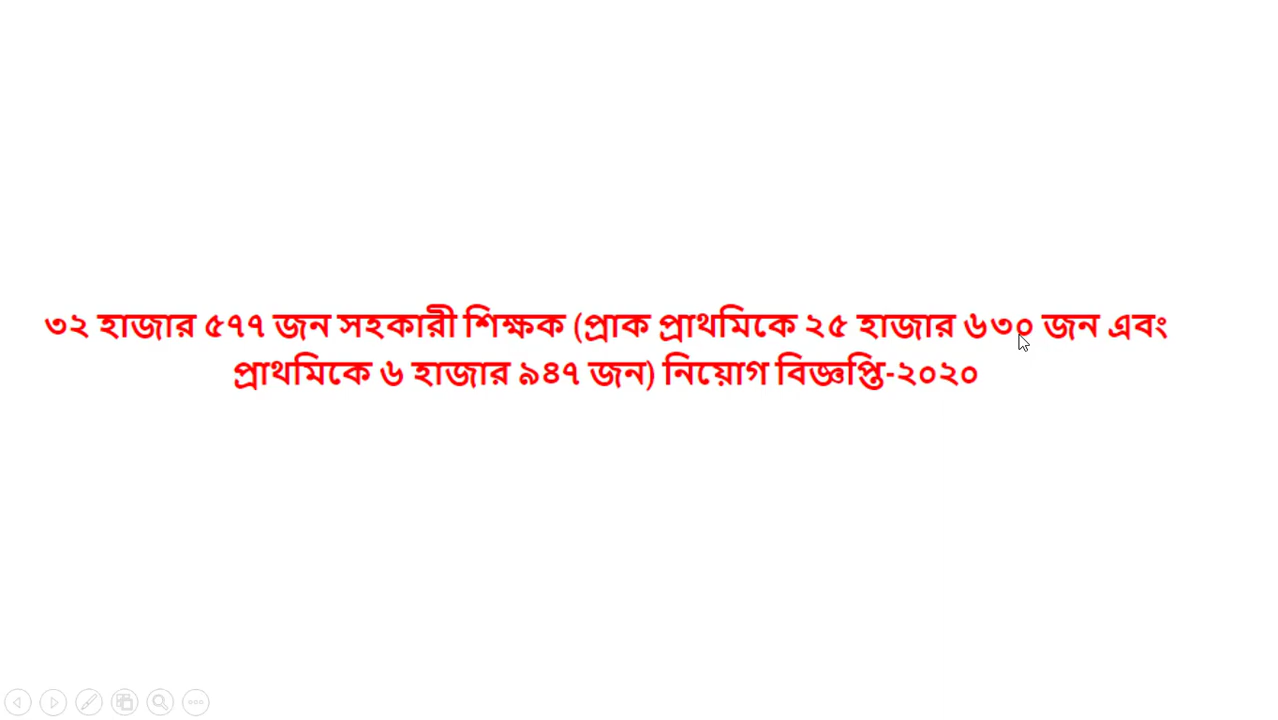 ৩২ হাজার ৫৭৭ জন সহকারী শিক্ষক (প্রাক প্রাথমিকে ২৫ হাজার ৬৩০ জন এবং
প্রাথমিকে ৬ হাজার ৯৪৭ জন) নিয়োগ বিজ্ঞপ্তি-২০২০